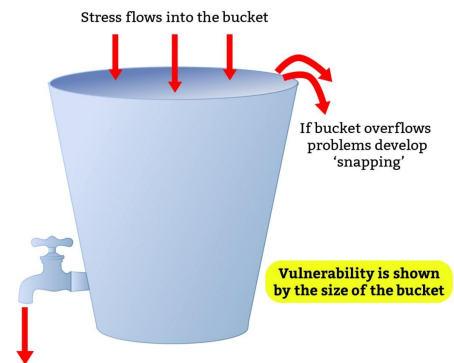 Stress flows into the bucket
If bucket overflows
problems develop
‘snapping’
Vulnerability is shown
by the size of the bucket